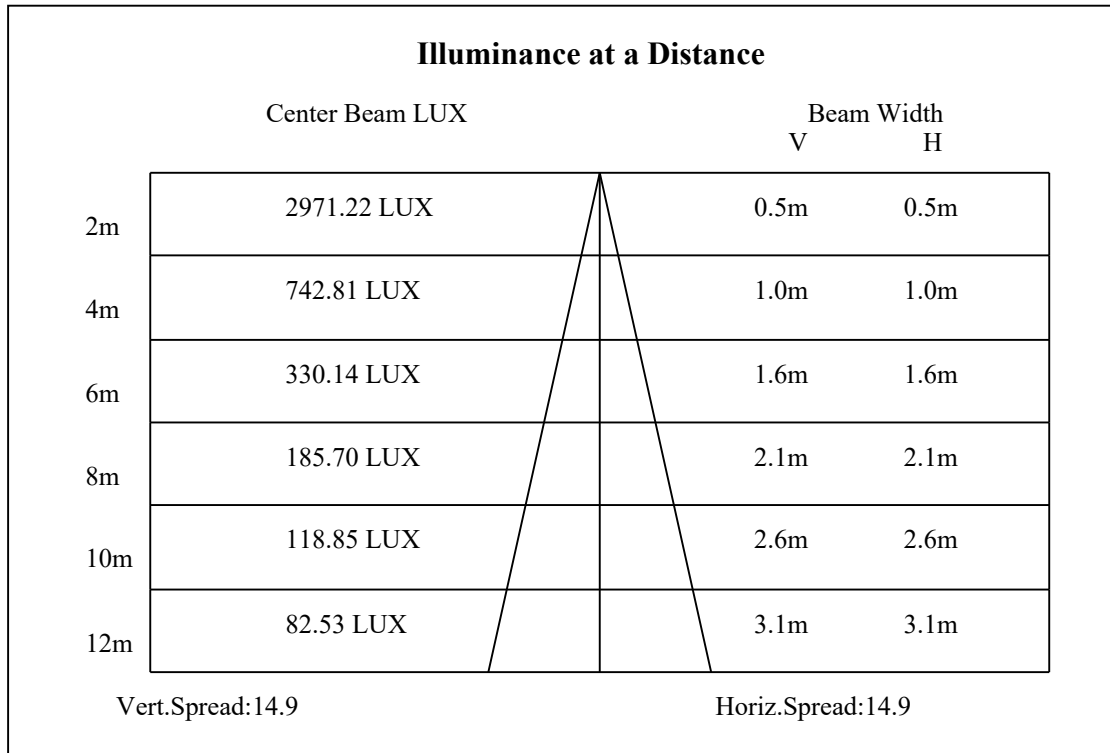 Illuminance at a Distance
Center Beam LUX Beam Width
V H
2m 2971.22 LUX 0.5m 0.5m
4m 742.81 LUX 1.0m 1.0m
6m 330.14 LUX 1.6m 1.6m
8m 185.70 LUX 2.1m 2.1m
10m 118.85 LUX 2.6m 2.6m
12m 82.53 LUX 3.1m 3.1m
Vert.Spread:14.9 Horiz.Spread:14.9